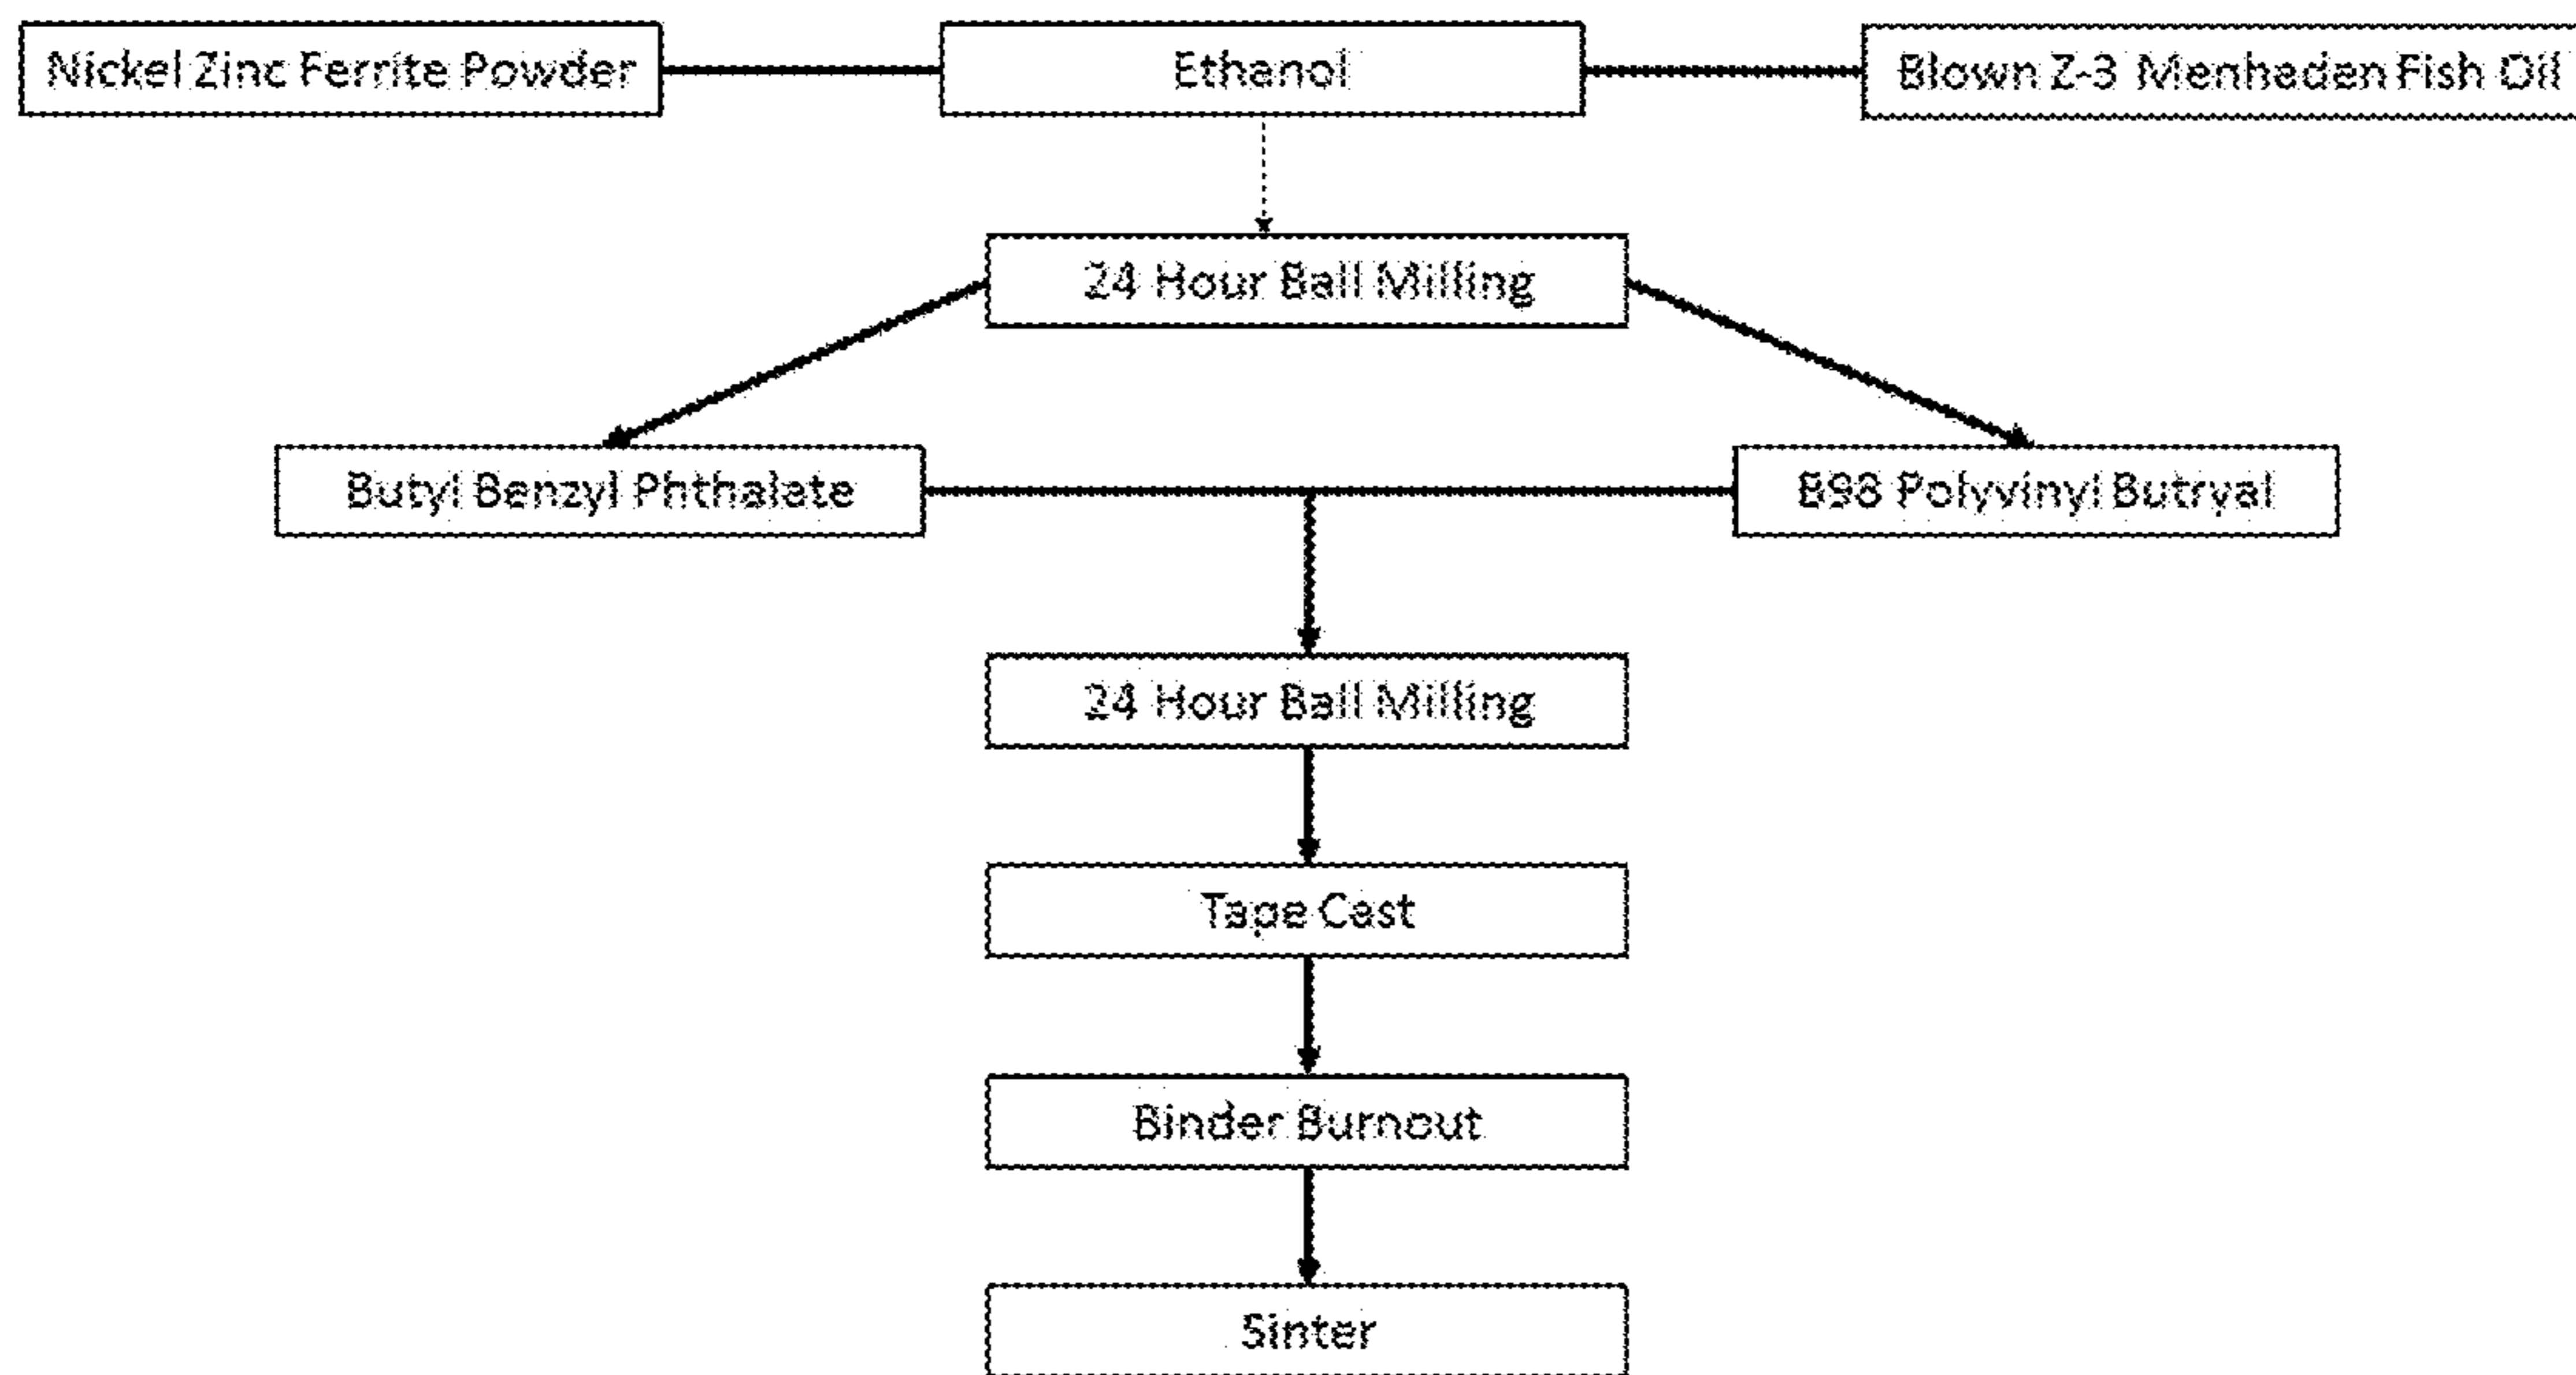 Nickel Zinc Ferrite Powder
Ethanol
Blown Z-3 Menhaden Fish Oil
24 Hour Ball Milling
Butyl Benzyl Phthalate
B98 Polyvinyl Butryal
24 Hour Ball Milling
Tape Cast
Binder Burnout
Sinter